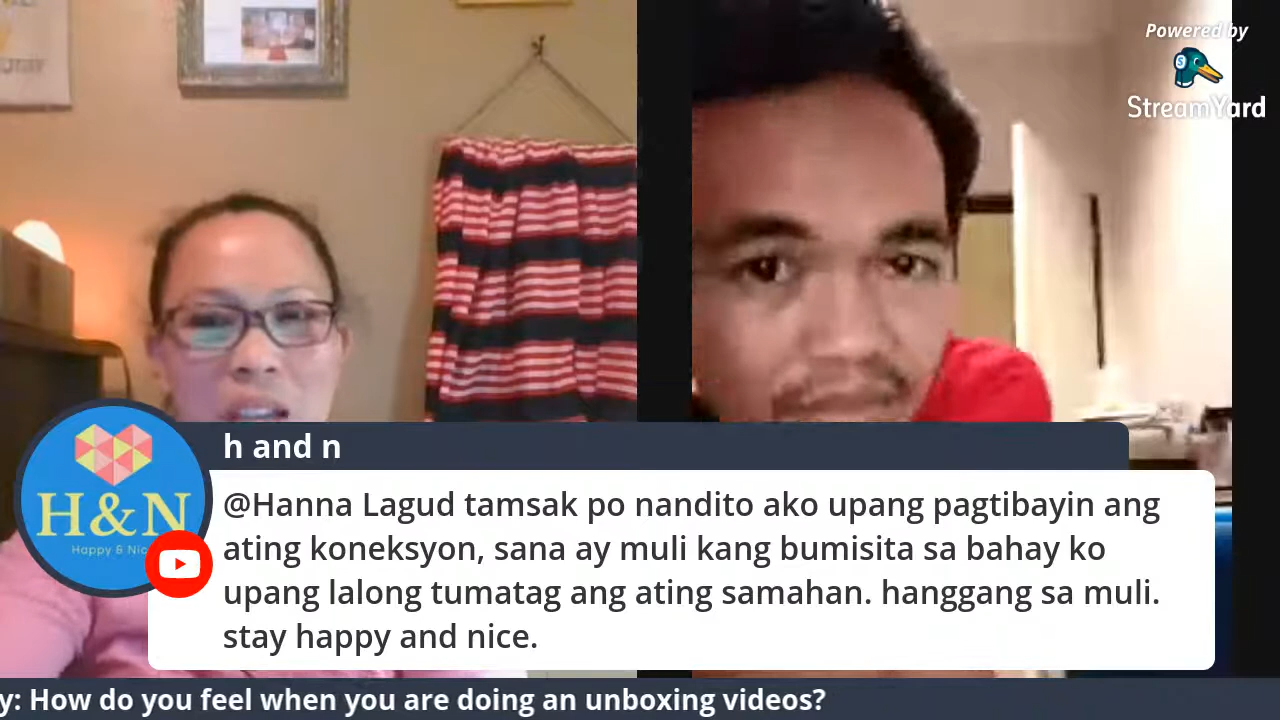 Powered by
StreamYard
h and n
@Hanna Lagud tamsak po nandito ako upang pagtibayin ang
ating koneksyon, sana ay muli kang bumisita sa bahay ko
upang lalong tumatag ang ating samahan. hanggang sa muli.
stay happy and nice.
H&N
Happy & Nic
y: How do you feel when you are doing an unboxing videos?